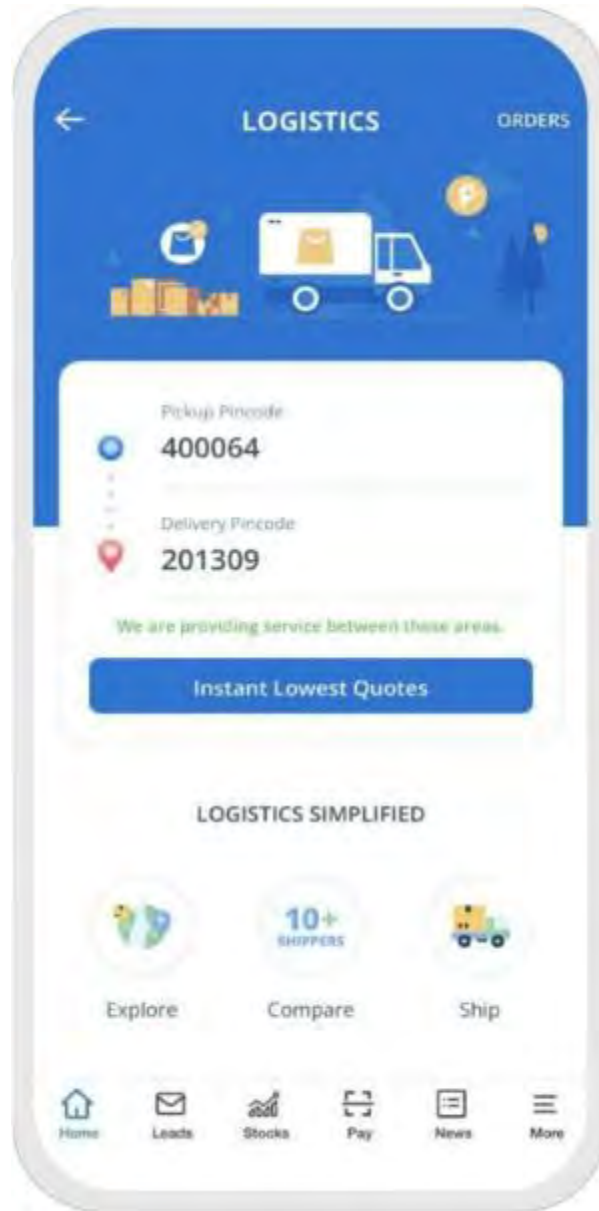 LOGISTICS
ORDERS
Pickup Pincode
400064
Delivery Pincode
201309
We are providing service between these areas.
Instant Lowest Quotes
LOGISTICS SIMPLIFIED
10+
SHIPPERS
Explore
Compare
Ship
Home
Leads
Stocks
Pay
News
More